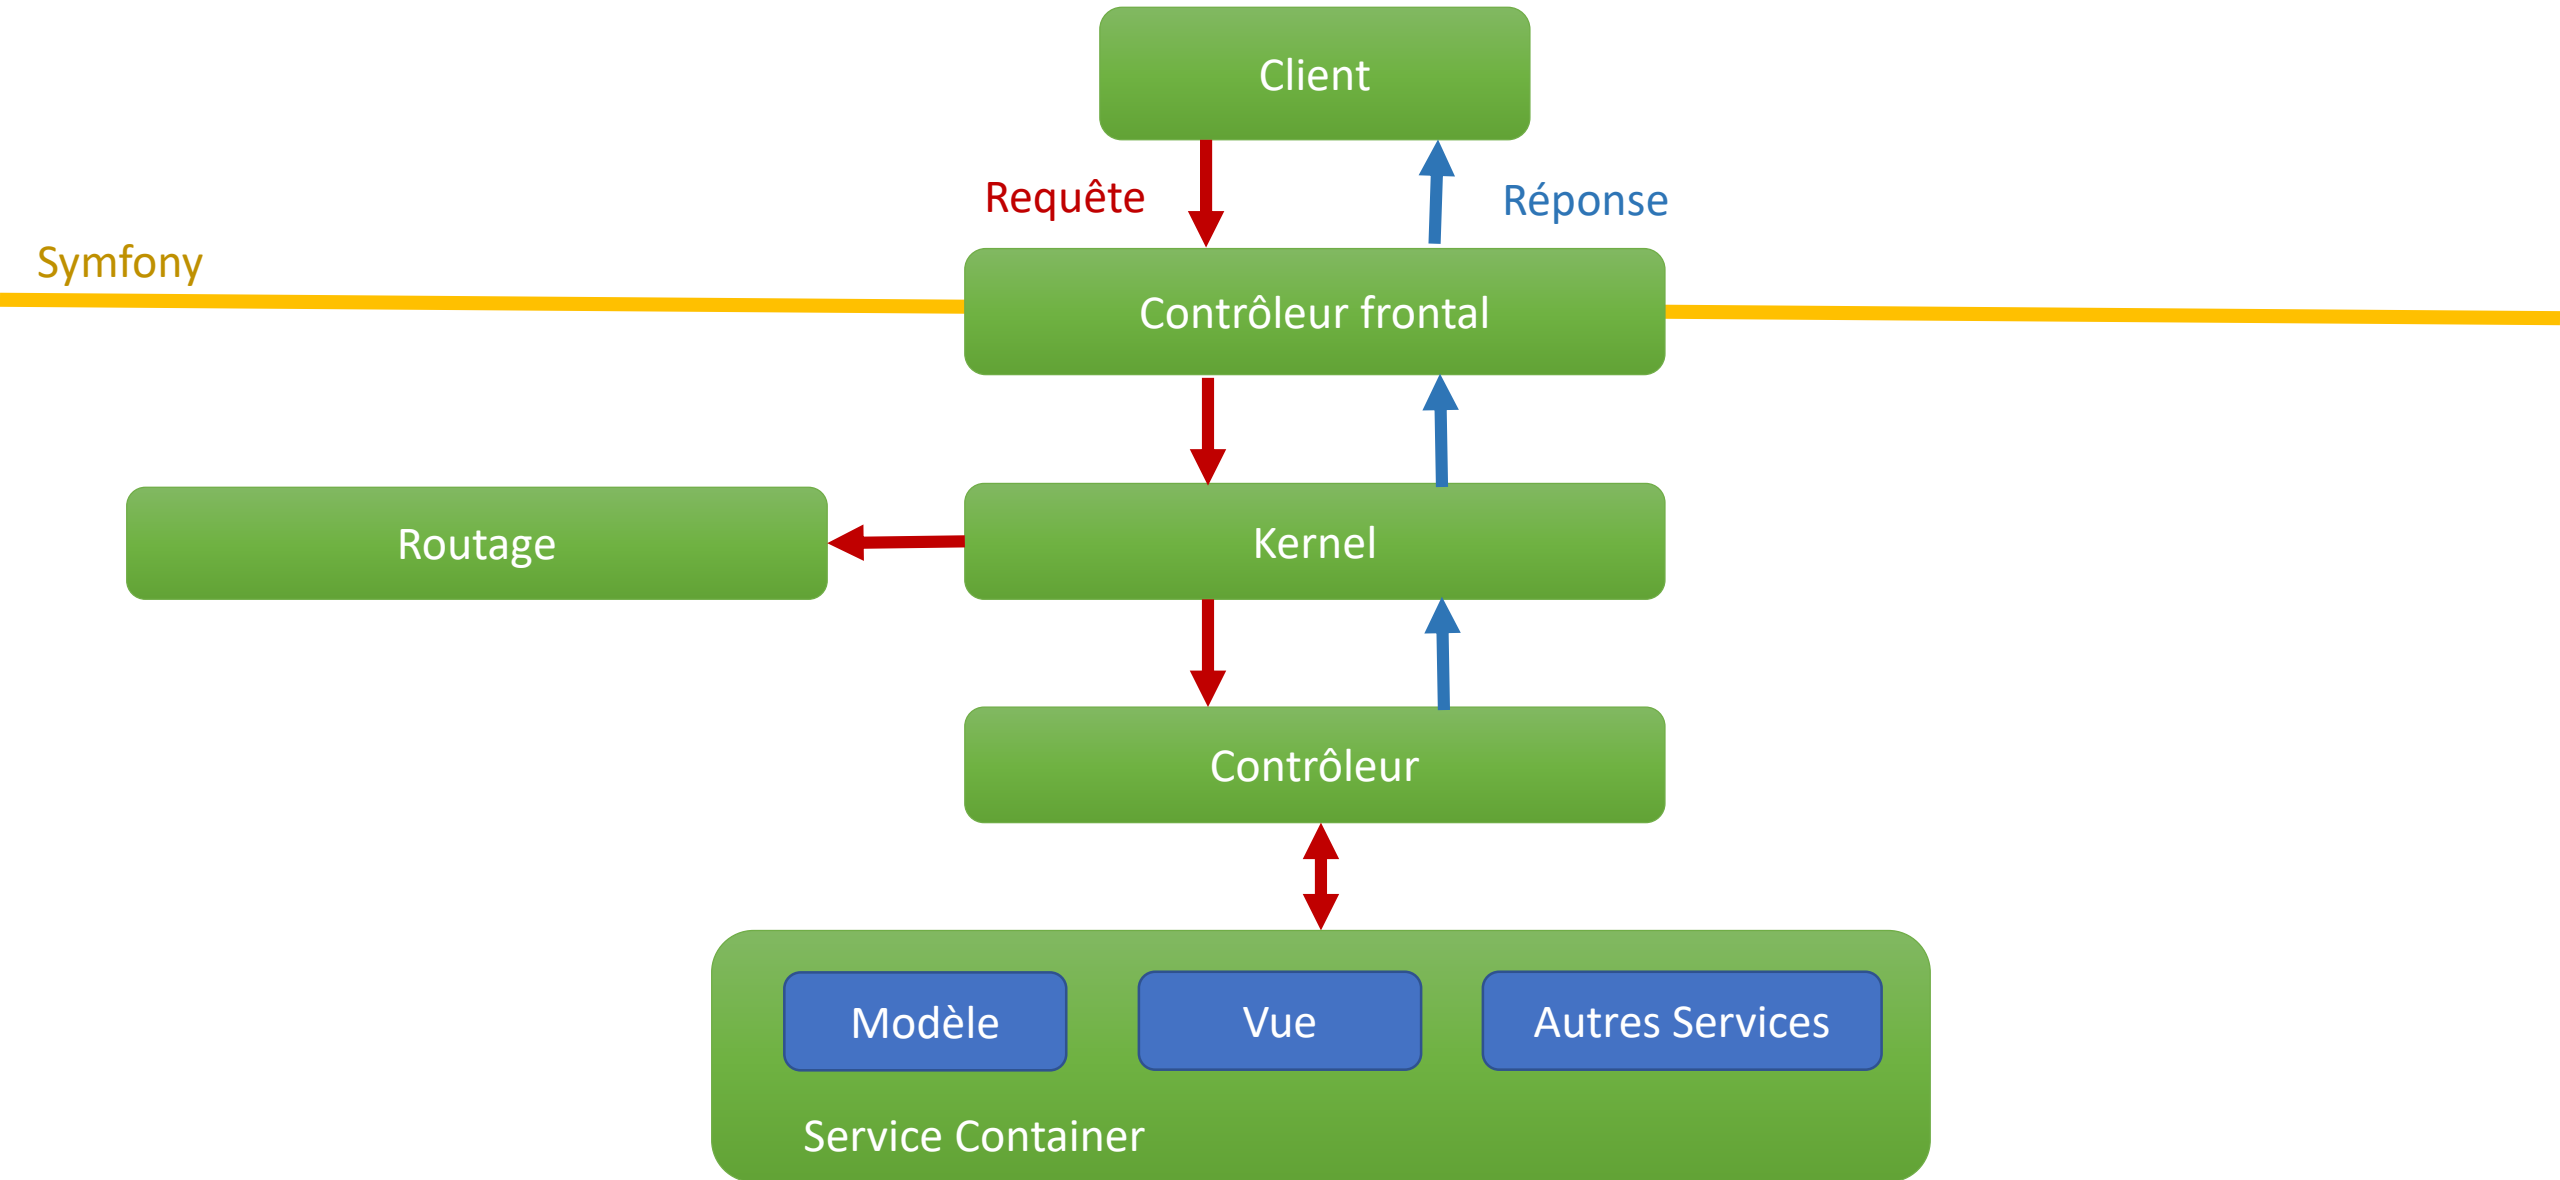 Client
Requête
Réponse
Symfony
Contrôleur frontal
Routage
Kernel
Contrôleur
Modèle
Vue
Autres Services
Service Container